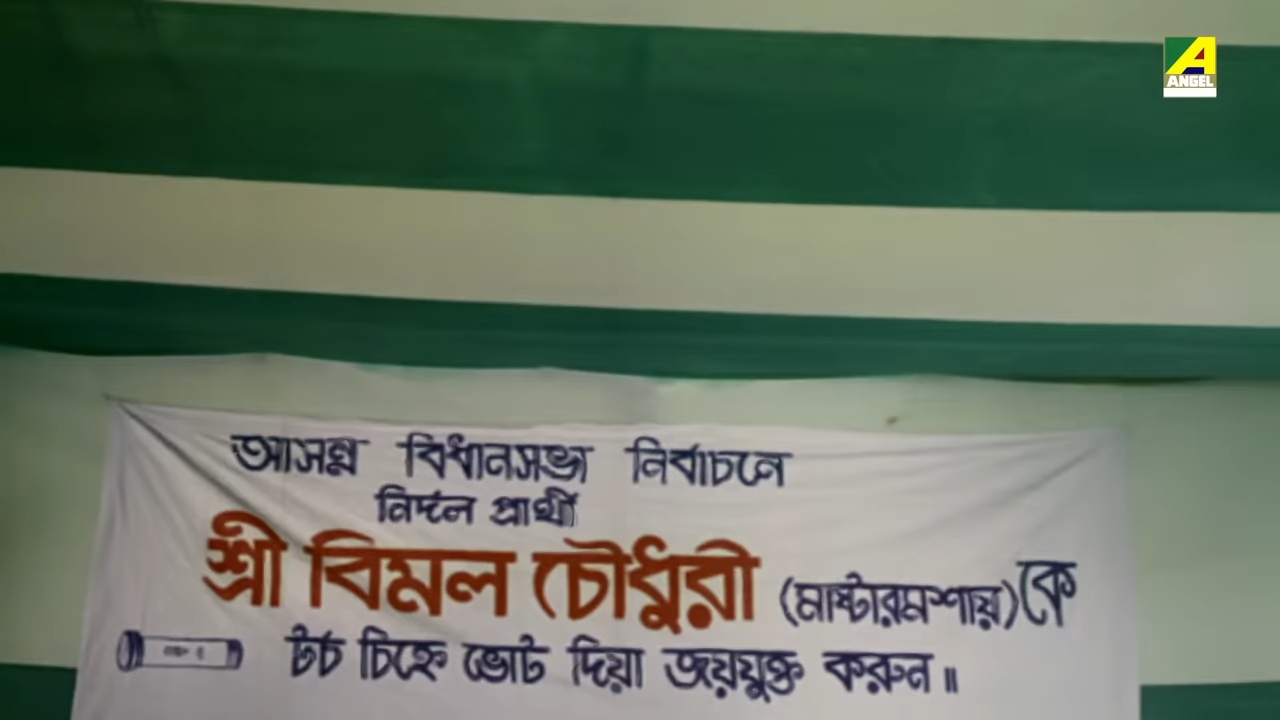 A
ANGEL
আসন্ন বিধানসভা নির্বাচনে
নির্দল প্রার্থী
শ্রী বিমল চৌধুরী (মাষ্টারমশায়)কে
টর্চ চিহ্নে ভোট দিয়া জয়যুক্ত করুন॥